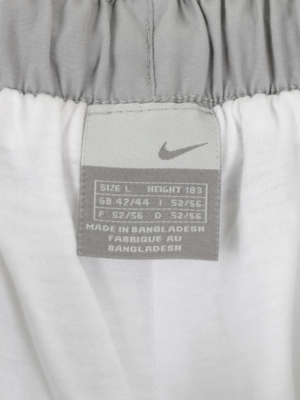 SIZE L HEIGHT 183
GB 42/44 I 52/56
F 52/56 D 52/56
MADE IN BANGLADESH
FABRIQUE AU
BANGLADESH